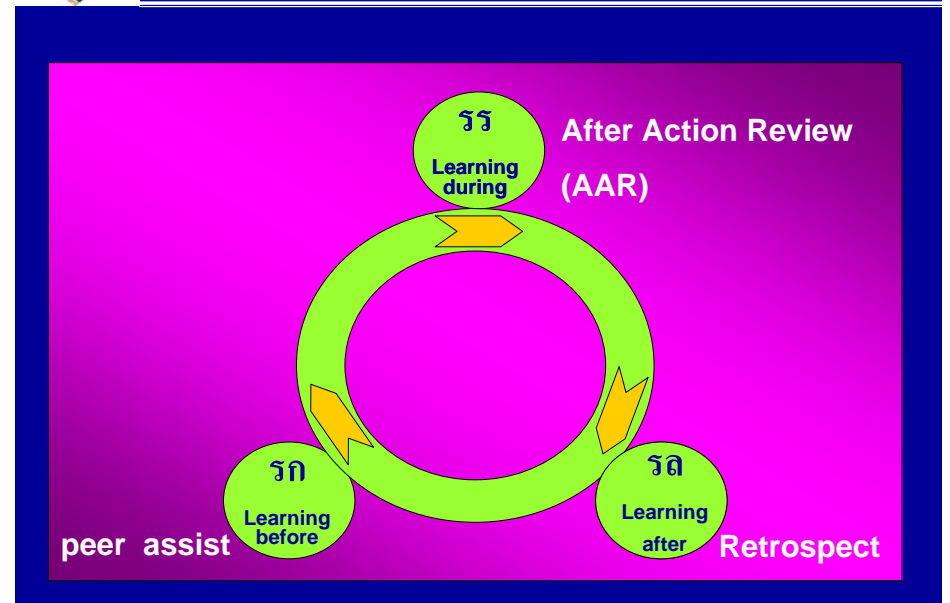 รร
Learning
during
After Action Review
(AAR)
รก
Learning
before
peer assist
รล
Learning
after
Retrospect